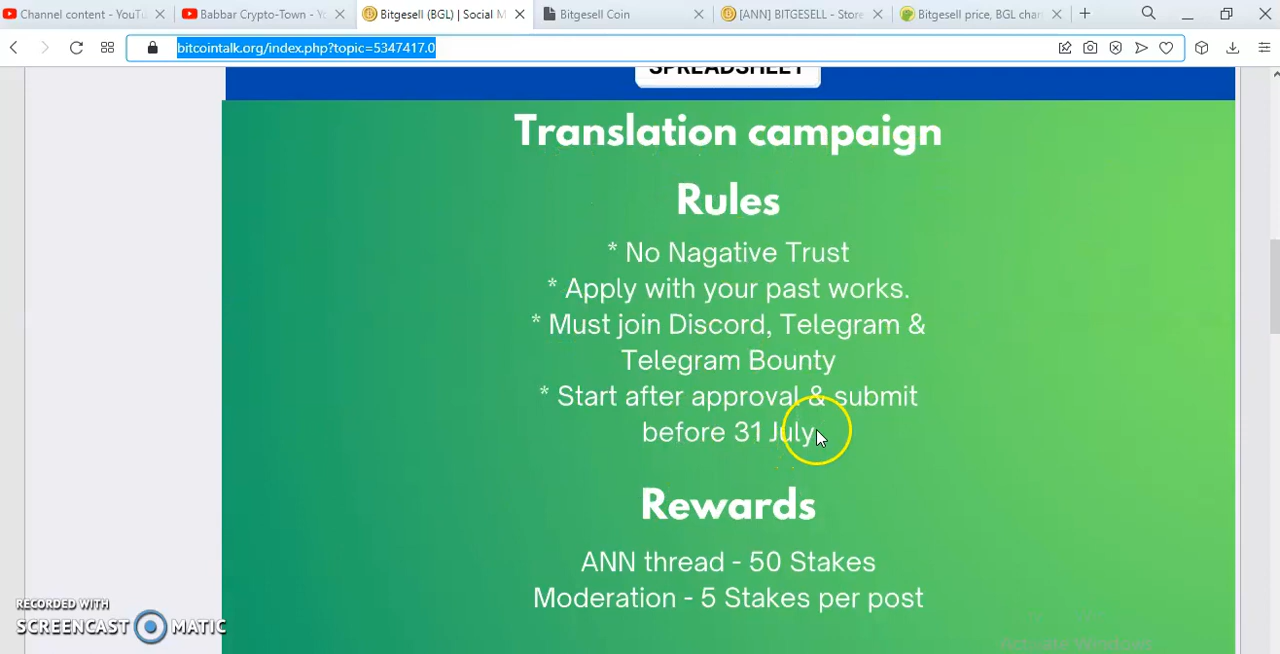 Channel content - YouTu
Babbar Crypto-Town - Y
Bitgesell (BGL) | Social M
Bitgesell Coin
[ANN] BITGESELL - Store
Bitgesell price, BGL char
bitcointalk.org/index.php?topic=5347417.0
SPREADSHEET
Translation campaign
Rules
* No Nagative Trust
* Apply with your past works.
* Must join Discord, Telegram &
Telegram Bounty
* Start after approval & submit
before 31 July
Rewards
ANN thread - 50 Stakes
Moderation - 5 Stakes per post
RECORDED WITH
SCREENCAST MATIC
Activate Windows